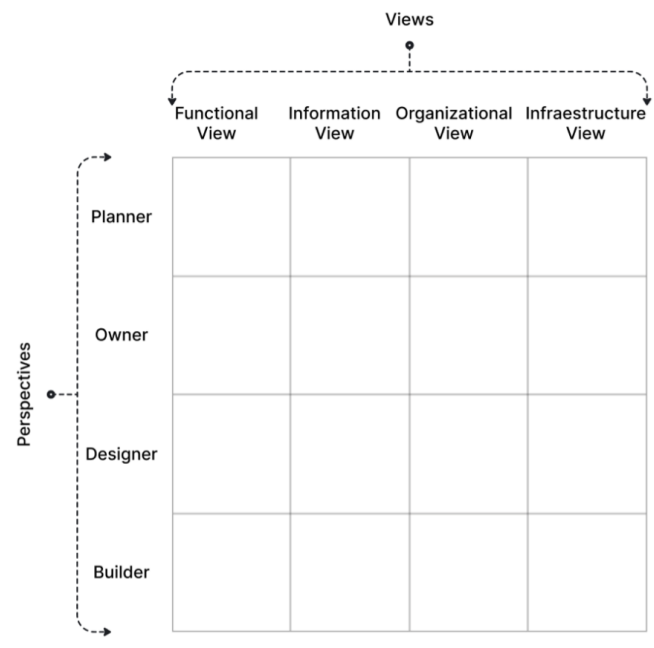 Views
Functional View
Information View
Organizational View
Infraestructure View
Perspectives
Planner
Owner
Designer
Builder